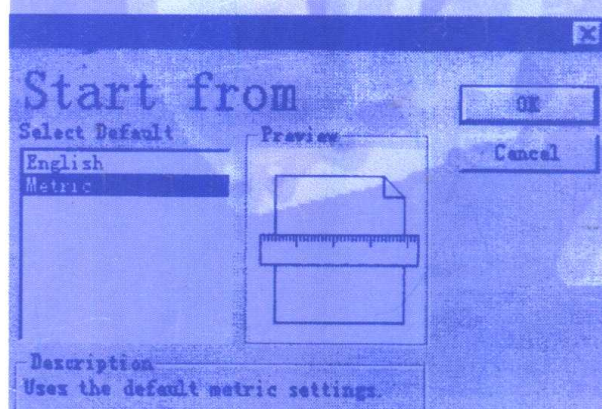 Start from
Select Default
Preview
OK
Cancel
English
Metric
Description
Uses the default metric settings.